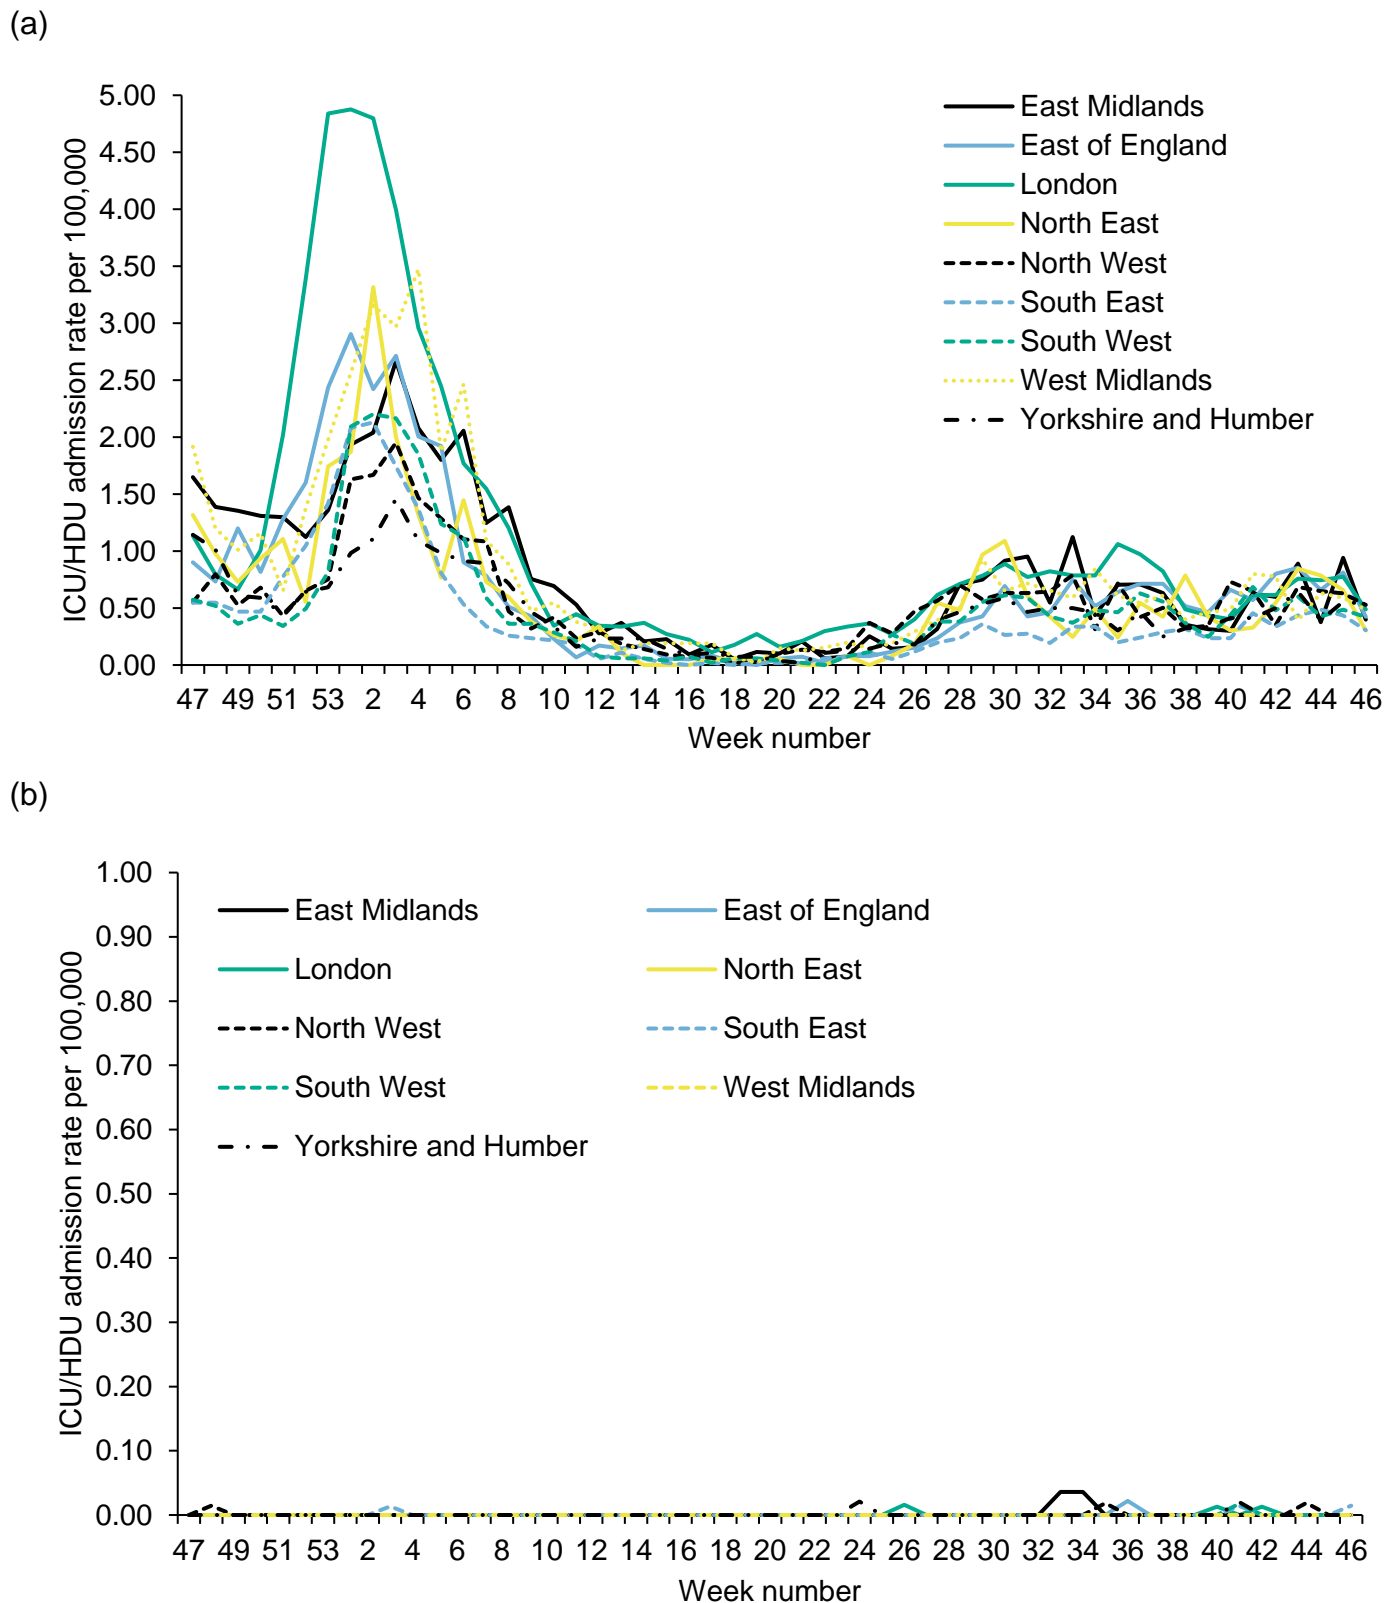 (a)
5.00
4.50
4.00
3.50
3.00
2.50
2.00
1.50
1.00
0.50
0.00
ICU/HDU admission rate per 100,000
East Midlands
East of England
London
North East
North West
South East
South West
West Midlands
Yorkshire and Humber
47 49 51 53 2 4 6 8 10 12 14 16 18 20 22 24 26 28 30 32 34 36 38 40 42 44 46
Week number
(b)
1.00
0.90
0.80
0.70
0.60
0.50
0.40
0.30
0.20
0.10
0.00
ICU/HDU admission rate per 100,000
East Midlands East of England
London North East
North West South East
South West West Midlands
Yorkshire and Humber
47 49 51 53 2 4 6 8 10 12 14 16 18 20 22 24 26 28 30 32 34 36 38 40 42 44 46
Week number